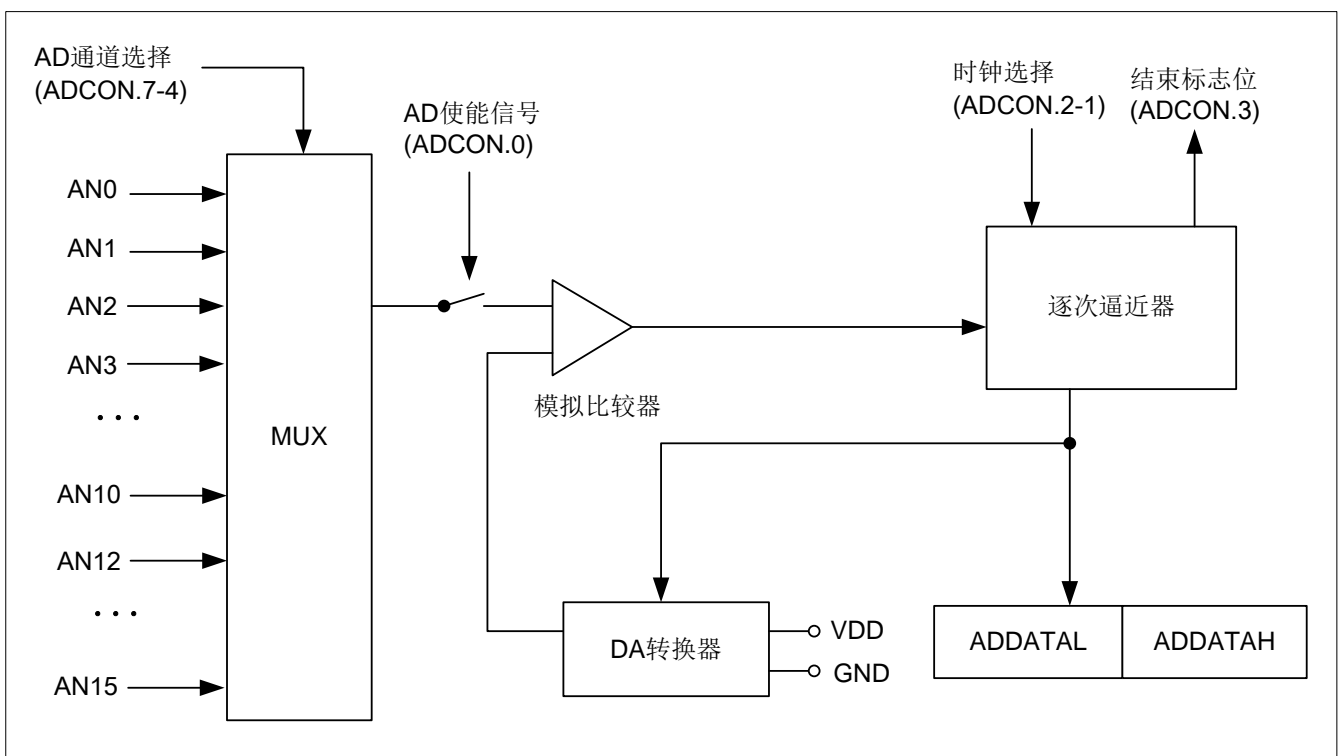 AD通道选择
(ADCON.7-4)
AD使能信号
(ADCON.0)
时钟选择
(ADCON.2-1)
结束标志位
(ADCON.3)
AN0
AN1
AN2
AN3
...
AN10
AN12
...
AN15
MUX
模拟比较器
逐次逼近器
DA转换器
VDD
GND
ADDATAL
ADDATAH